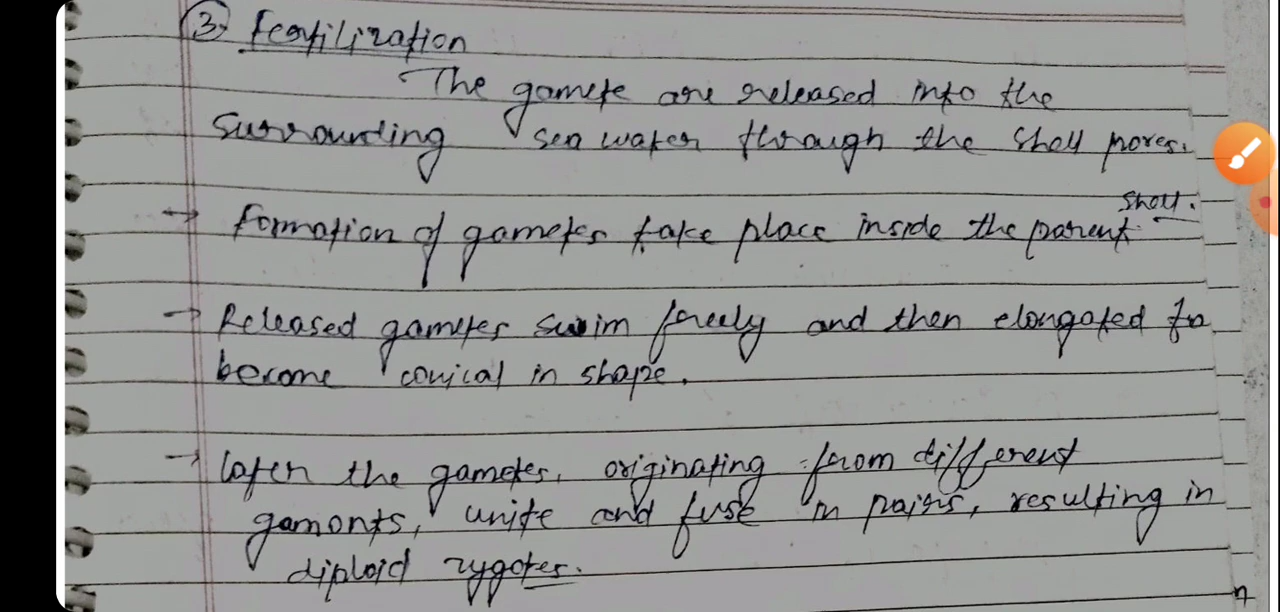 3 Fertilization
The gamete are released into the
surrounding sea water through the shell pores.
→ Formation of gametes take place inside the parent shell.
→ Released gametes swim freely and then elongated to
become conical in shape.
→ later the gametes, originating from different
gamonts, unite and fuse in pairs, resulting in
diploid zygotes.